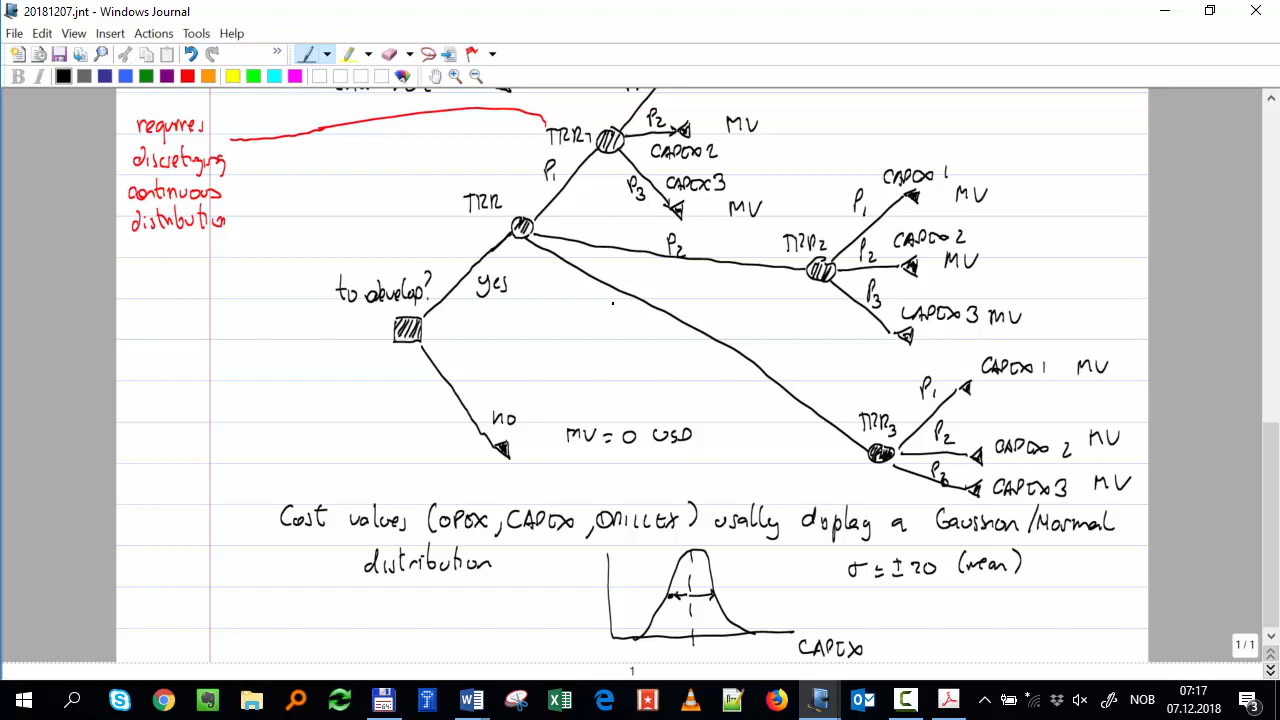 20181207.jnt - Windows Journal
File Edit View Insert Actions Tools Help
B I
requires
discretizing
continuous
distribution
TRR1
P2
MV
CAPEX 2
P1
P3
CAPEX 3
MV
TRR
P2
TRR2
P1
CAPEX 1
MV
P2
CAPEX 2
MV
P3
CAPEX 3 MV
to develop?
yes
no
MV = 0 USD
TRR3
P1
CAPEX 1 MV
P2
CAPEX 2 MV
P3
CAPEX 3 MV
Cost values (OPEX, CAPEX, DRILLEX) usally display a Gaussian/Normal
distribution
σ = ± 20 (mean)
CAPEX
1 / 1
1
NOB
07:17
07.12.2018
3